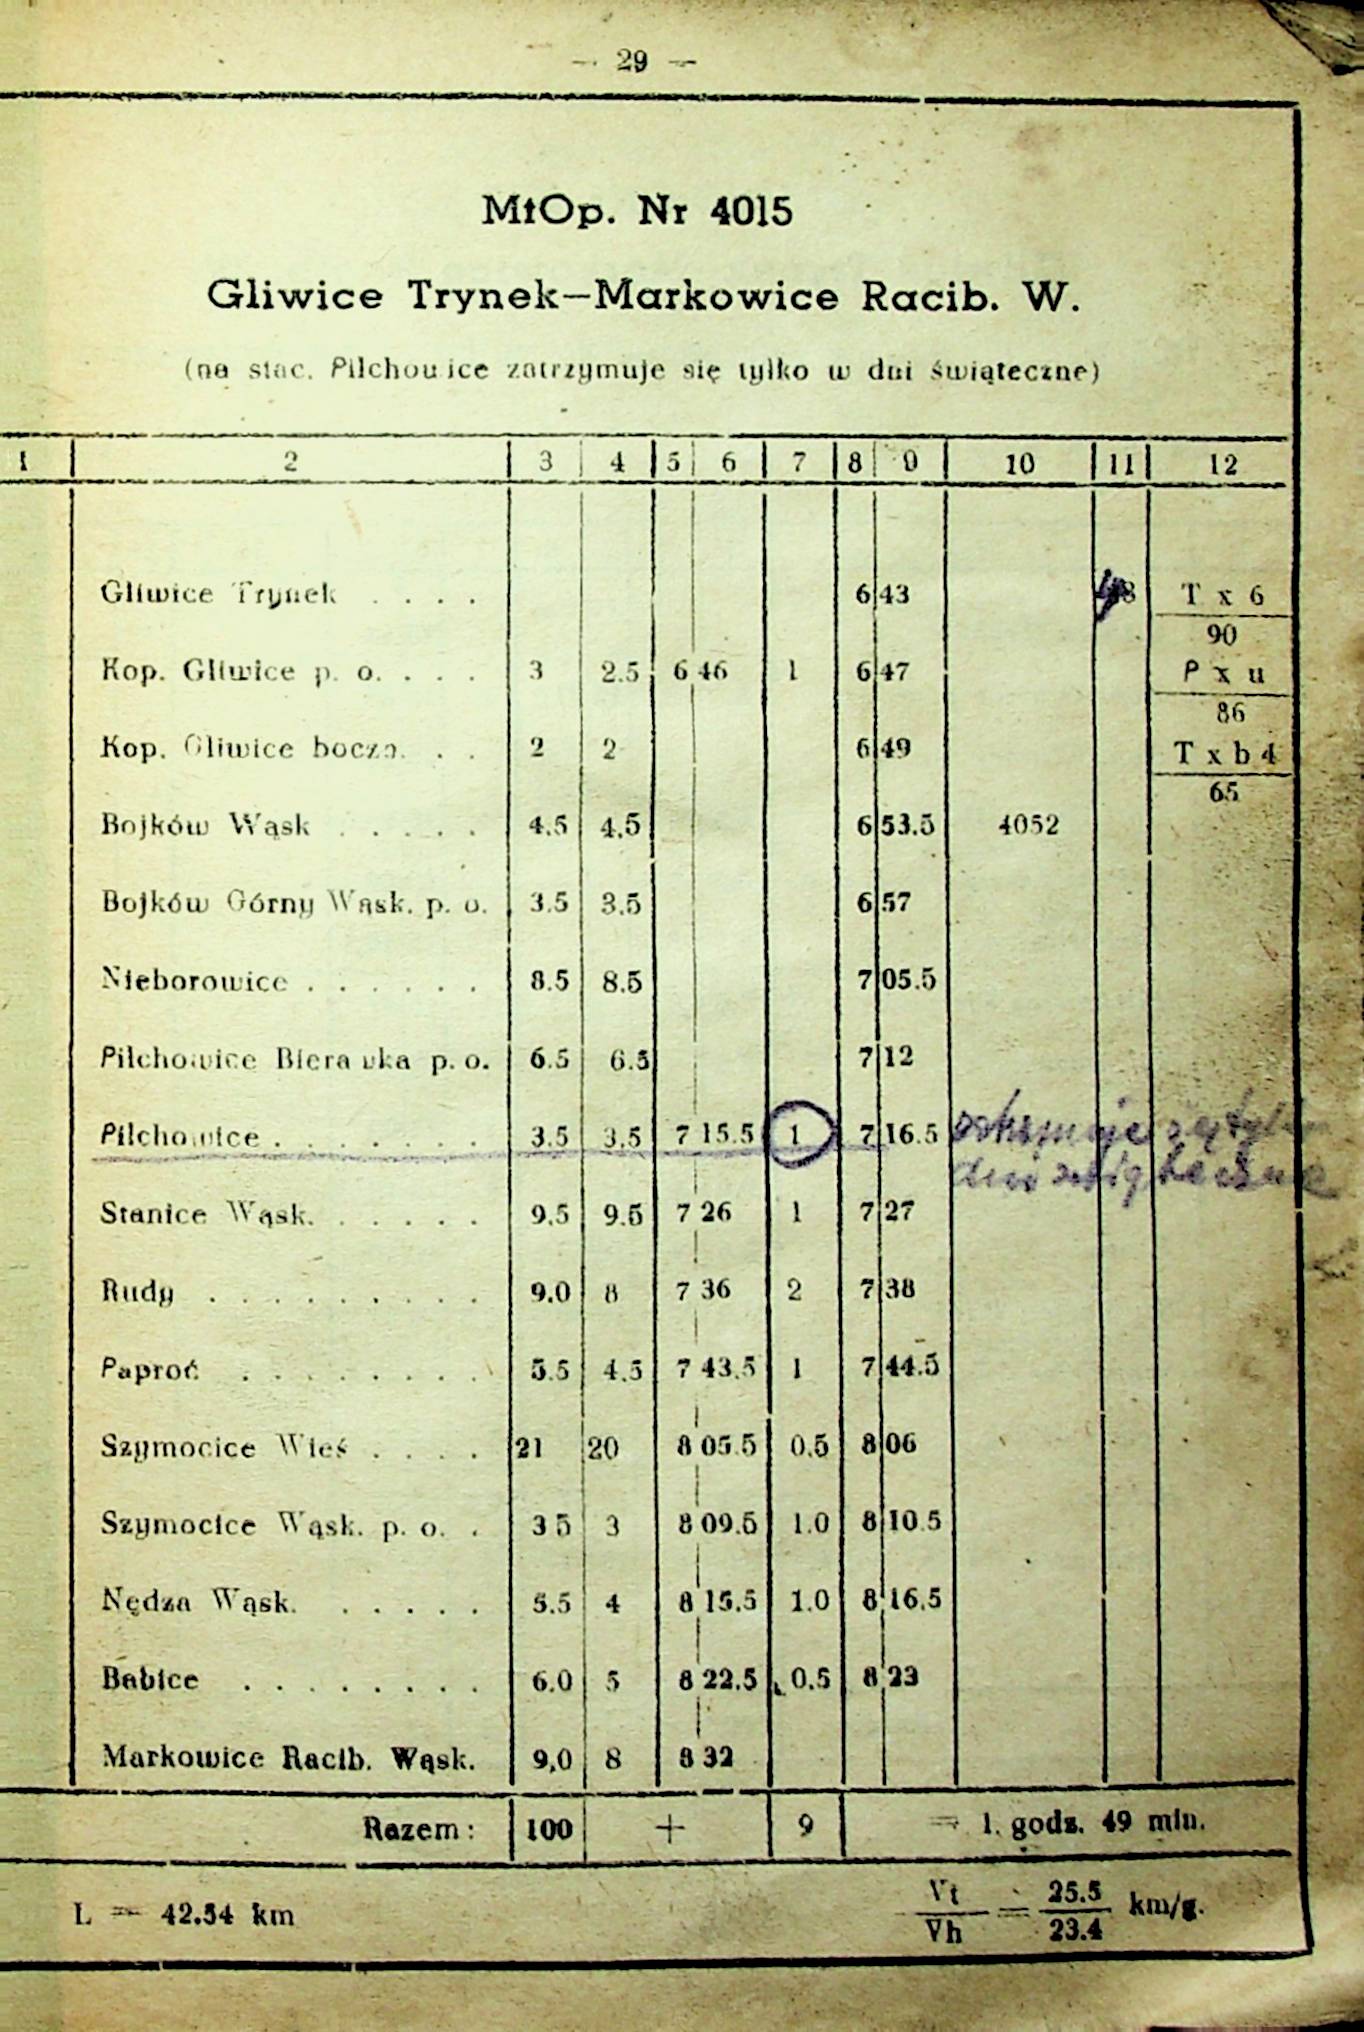 — 29 —
MtOp. Nr 4015
Gliwice Trynek—Markowice Racib. W.
(na stac. Pilchowice zatrzymuje się tylko w dni świąteczne)
1 2 3 4 5 6 7 8 9 10 11 12
Gliwice Trynek . . . . 6 43 T x 6
90
Kop. Gliwice p. o. . . . 3 2.5 6 46 1 6 47 P x u
86
Kop. Gliwice bocza. . . 2 2 6 49 T x b 4
65
Bojków Wąsk . . . . . 4.5 4.5 6 53.5 4052
Bojków Górny Wąsk. p. o. 3.5 3.5 6 57
Nieborowice . . . . . . 8.5 8.5 7 05.5
Pilchowice Bierawka p. o. 6.5 6.5 7 12
Pilchowice . . . . . . . 3.5 3.5 7 15.5 1 7 16.5
Stanice Wąsk. . . . . . 9.5 9.5 7 26 1 7 27
Rudy . . . . . . . . . 9.0 8 7 36 2 7 38
Paproć . . . . . . . . 5.5 4.5 7 43.5 1 7 44.5
Szymocice Wieś . . . . 21 20 8 05.5 0.5 8 06
Szymocice Wąsk. p. o. . 3 5 3 8 09.5 1.0 8 10 5
Nędza Wąsk. . . . . . 5.5 4 8 15.5 1.0 8 16.5
Babice . . . . . . . . 6.0 5 8 22.5 0.5 8 23
Markowice Racib. Wąsk. 9,0 8 8 32
Razem: 100 + 9 = 1. godz. 49 min.
L = 42.54 km Vt/Vh = 25.5/23.4 km/g.